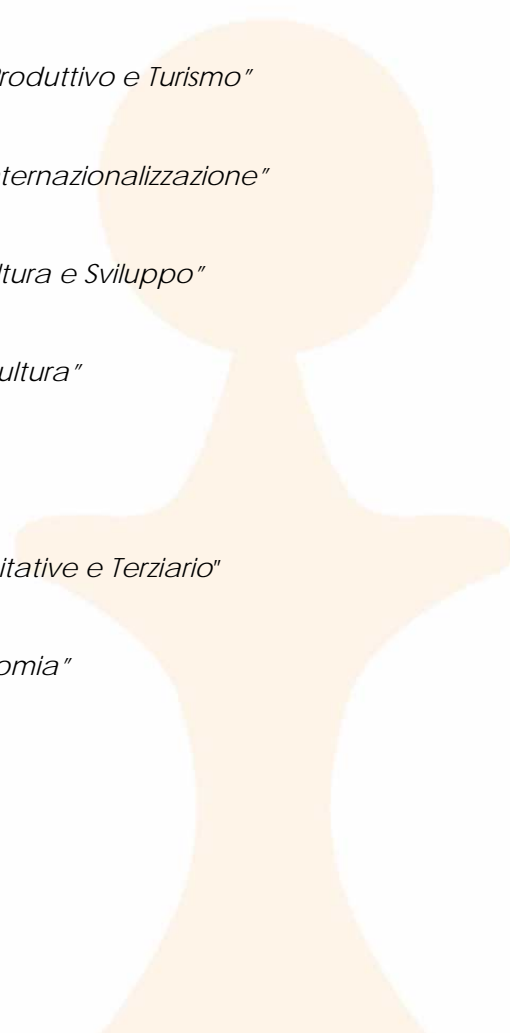 roduttivo e Turismo”
ternazionalizzazione”
ltura e Sviluppo”
ultura”
itative e Terziario"
omia”